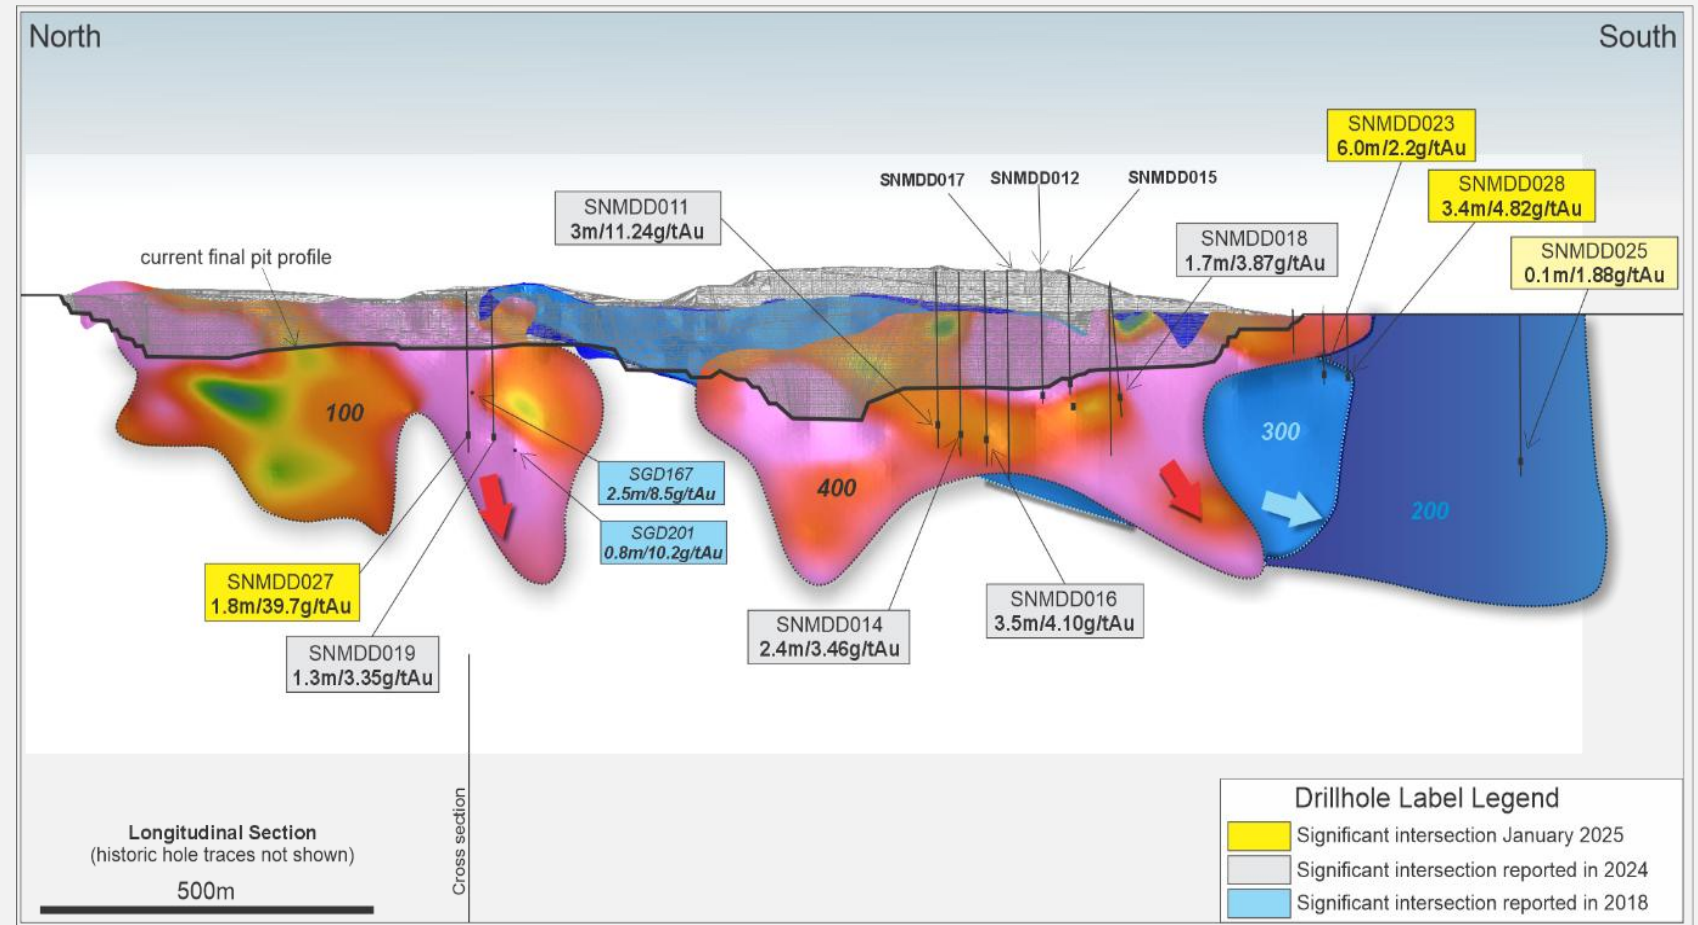 North
South
SNMDD023
6.0m/2.2g/tAu
SNMDD028
3.4m/4.82g/tAu
SNMDD017
SNMDD012
SNMDD015
SNMDD011
3m/11.24g/tAu
SNMDD018
1.7m/3.87g/tAu
SNMDD025
0.1m/1.88g/tAu
current final pit profile
100
300
400
200
SGD167
2.5m/8.5g/tAu
SGD201
0.8m/10.2g/tAu
SNMDD027
1.8m/39.7g/tAu
SNMDD014
2.4m/3.46g/tAu
SNMDD016
3.5m/4.10g/tAu
SNMDD019
1.3m/3.35g/tAu
Cross section
Longitudinal Section
(historic hole traces not shown)
500m
Drillhole Label Legend
Significant intersection January 2025
Significant intersection reported in 2024
Significant intersection reported in 2018